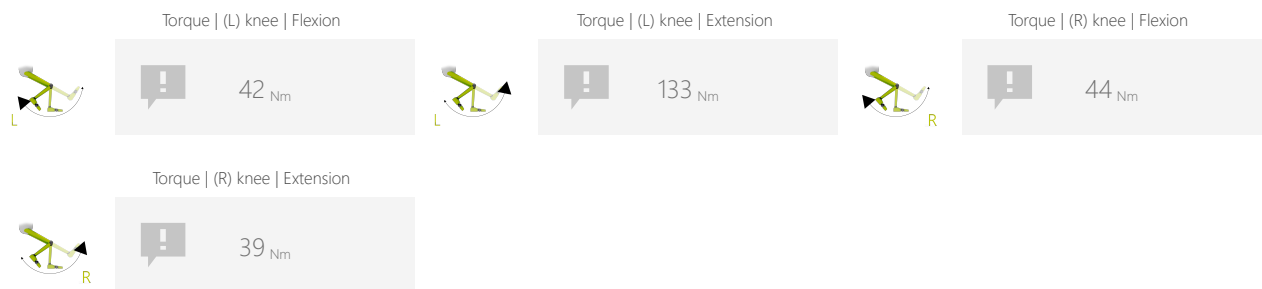 Torque | (L) knee | Flexion
42 Nm
L
Torque | (L) knee | Extension
133 Nm
L
Torque | (R) knee | Flexion
44 Nm
R
Torque | (R) knee | Extension
39 Nm
R